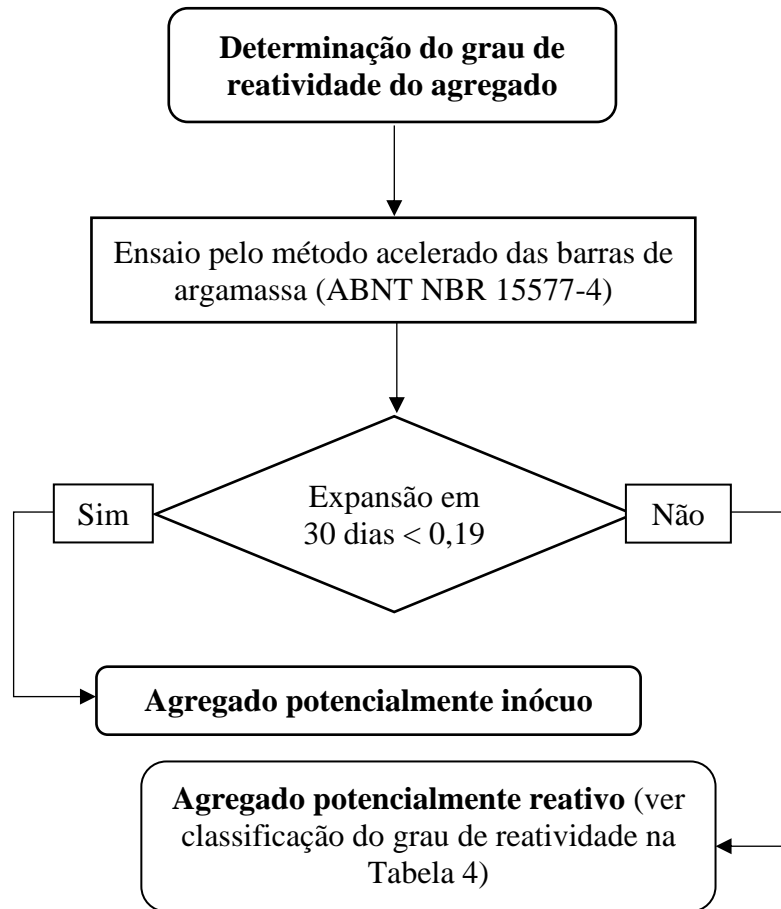 Determinação do grau de
reatividade do agregado
Ensaio pelo método acelerado das barras de
argamassa (ABNT NBR 15577-4)
Sim
Expansão em
30 dias < 0,19
Não
Agregado potencialmente inócuo
Agregado potencialmente reativo (ver
classificação do grau de reatividade na
Tabela 4)